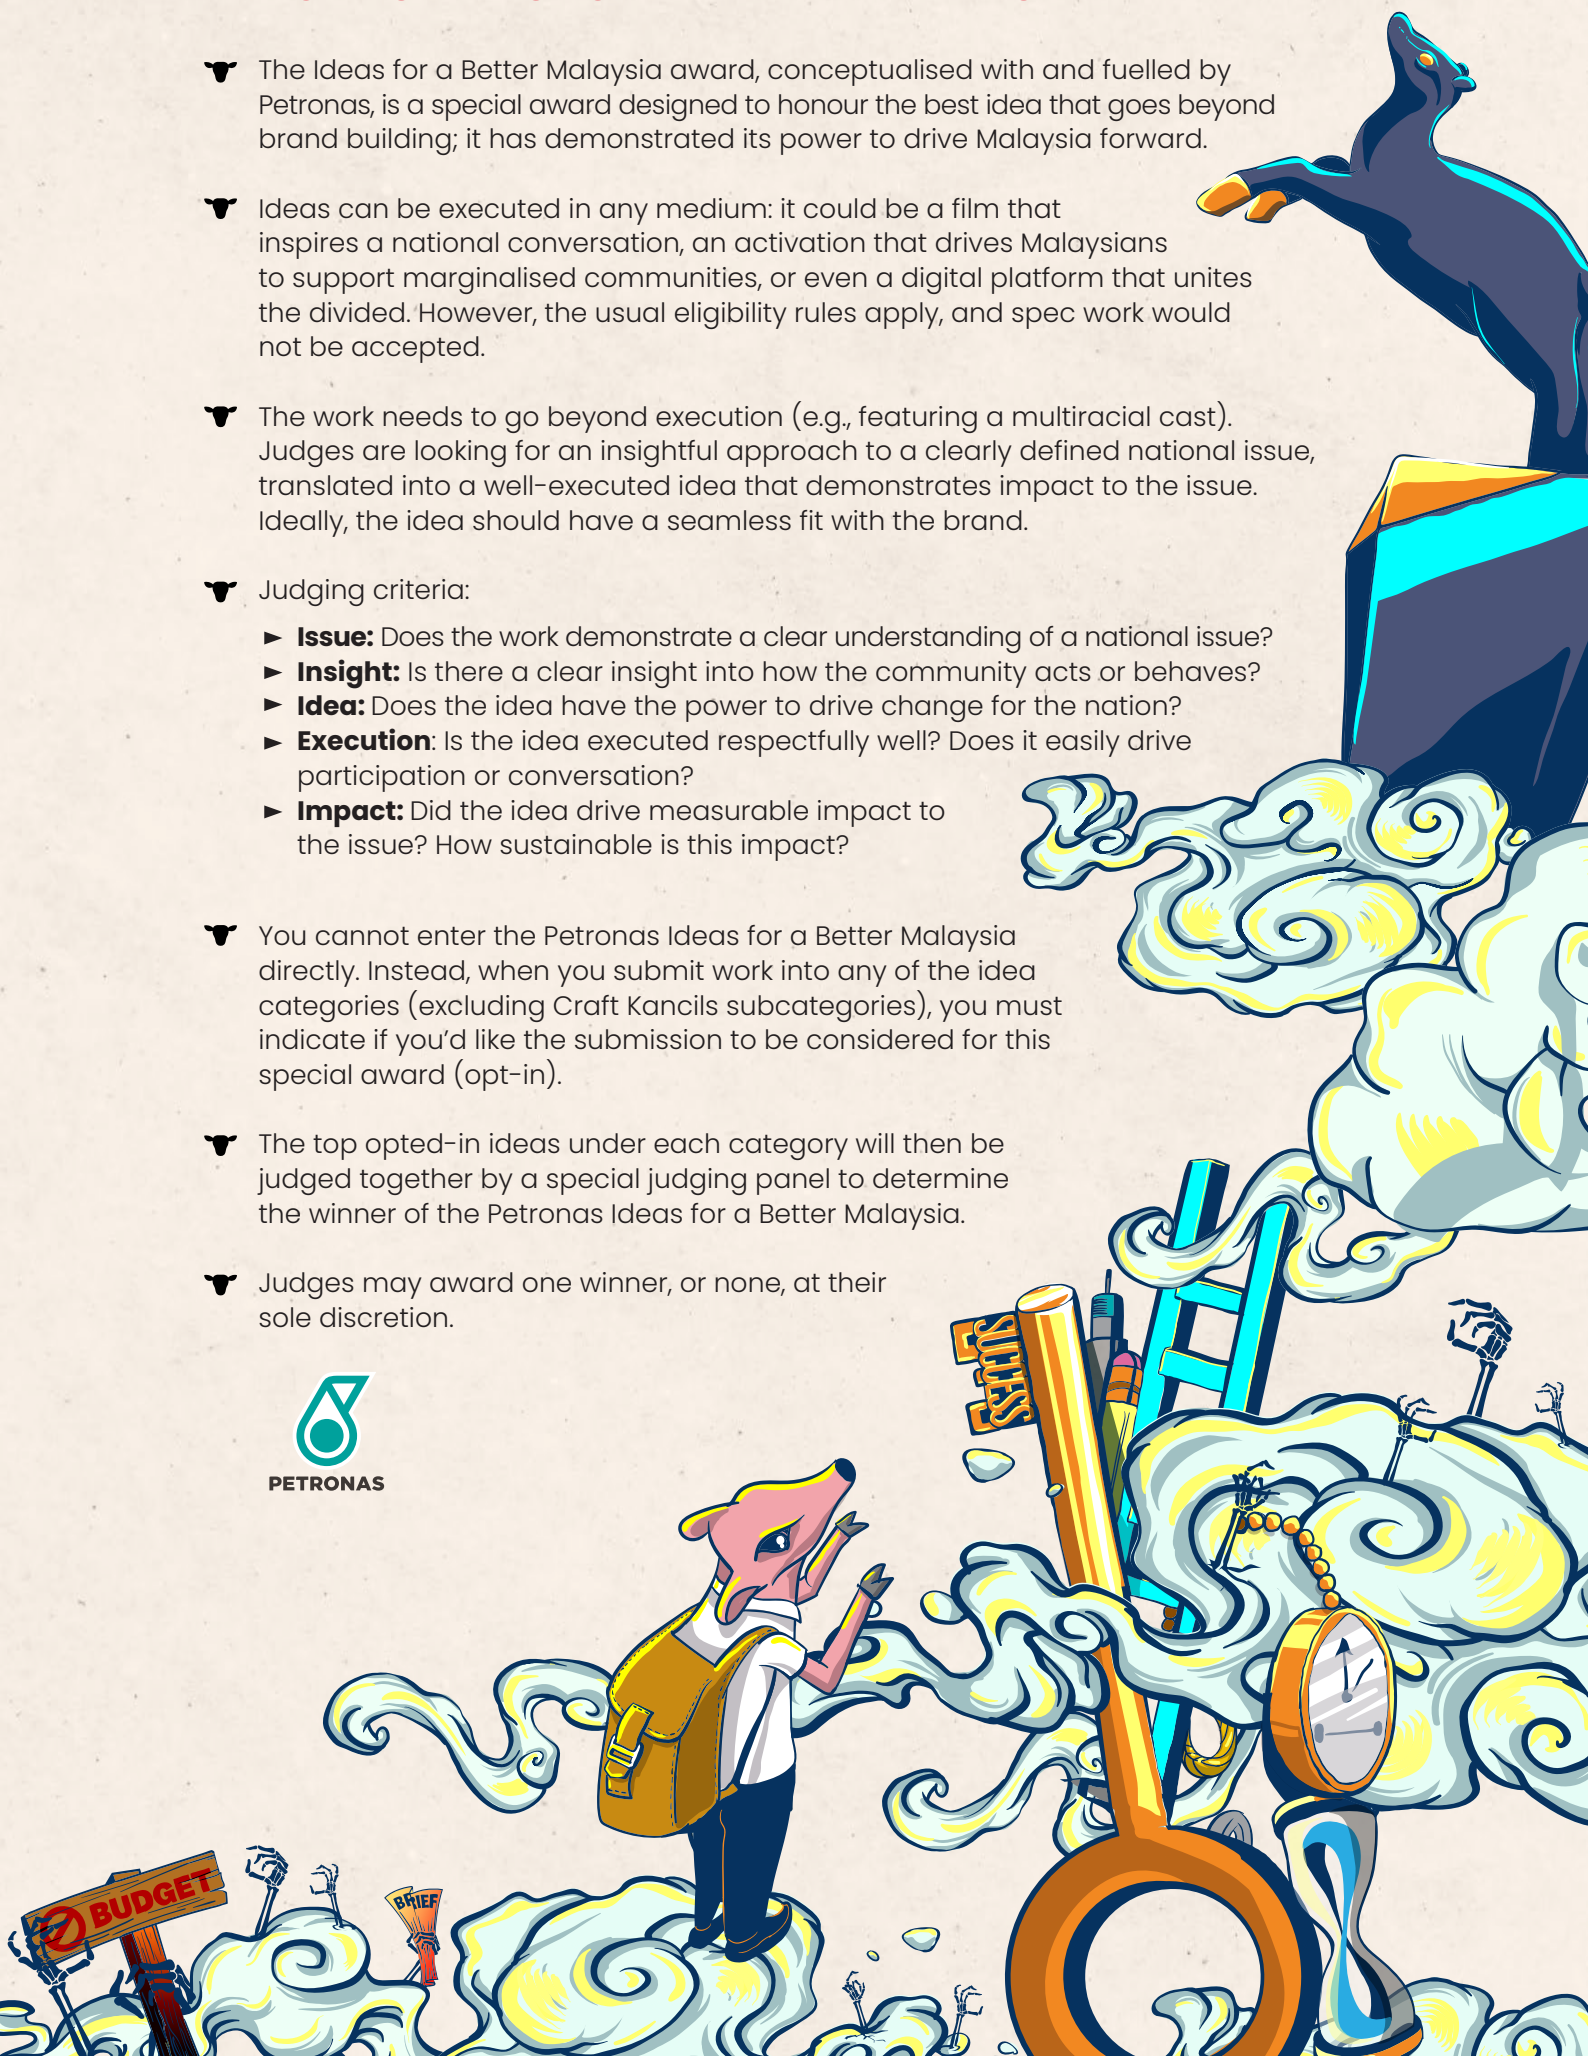 The Ideas for a Better Malaysia award, conceptualised with and fuelled by
Petronas, is a special award designed to honour the best idea that goes beyond
brand building; it has demonstrated its power to drive Malaysia forward.
Ideas can be executed in any medium: it could be a film that
inspires a national conversation, an activation that drives Malaysians
to support marginalised communities, or even a digital platform that unites
the divided. However, the usual eligibility rules apply, and spec work would
not be accepted.
The work needs to go beyond execution (e.g., featuring a multiracial cast).
Judges are looking for an insightful approach to a clearly defined national issue,
translated into a well-executed idea that demonstrates impact to the issue.
Ideally, the idea should have a seamless fit with the brand.
Judging criteria:
► Issue: Does the work demonstrate a clear understanding of a national issue?
► Insight: Is there a clear insight into how the community acts or behaves?
► Idea: Does the idea have the power to drive change for the nation?
► Execution: Is the idea executed respectfully well? Does it easily drive
participation or conversation?
► Impact: Did the idea drive measurable impact to
the issue? How sustainable is this impact?
You cannot enter the Petronas Ideas for a Better Malaysia
directly. Instead, when you submit work into any of the idea
categories (excluding Craft Kancils subcategories), you must
indicate if you’d like the submission to be considered for this
special award (opt-in).
The top opted-in ideas under each category will then be
judged together by a special judging panel to determine
the winner of the Petronas Ideas for a Better Malaysia.
Judges may award one winner, or none, at their
sole discretion.
SUCCESS
PETRONAS
BUDGET
BRIEF